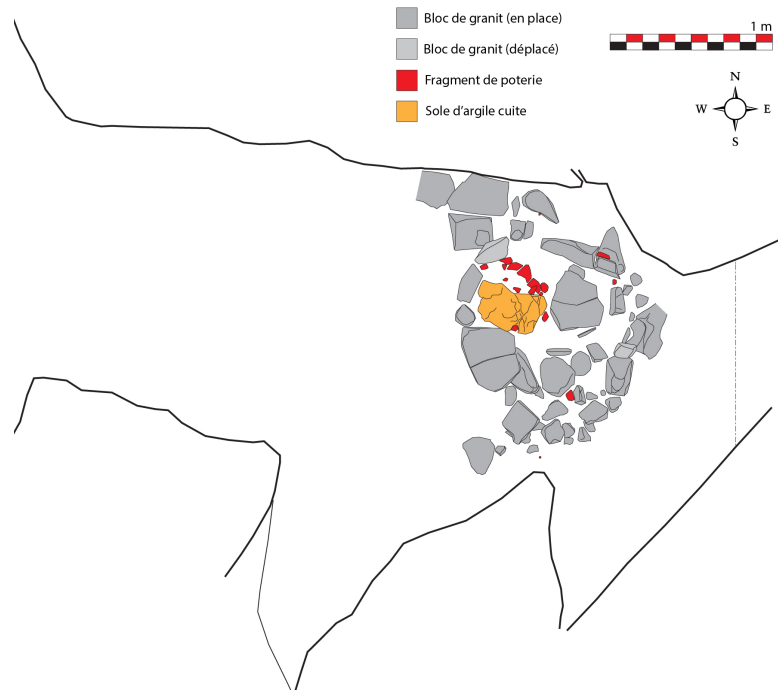 Bloc de granit (en place)
Bloc de granit (déplacé)
Fragment de poterie
Sole d'argile cuite
1 m
N
W E
S